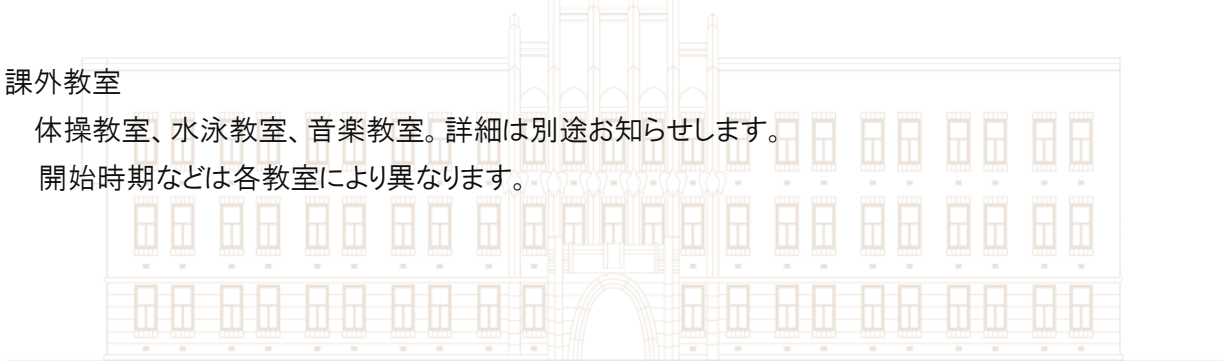 課外教室
体操教室、水泳教室、音楽教室。詳細は別途お知らせします。
開始時期などは各教室により異なります。